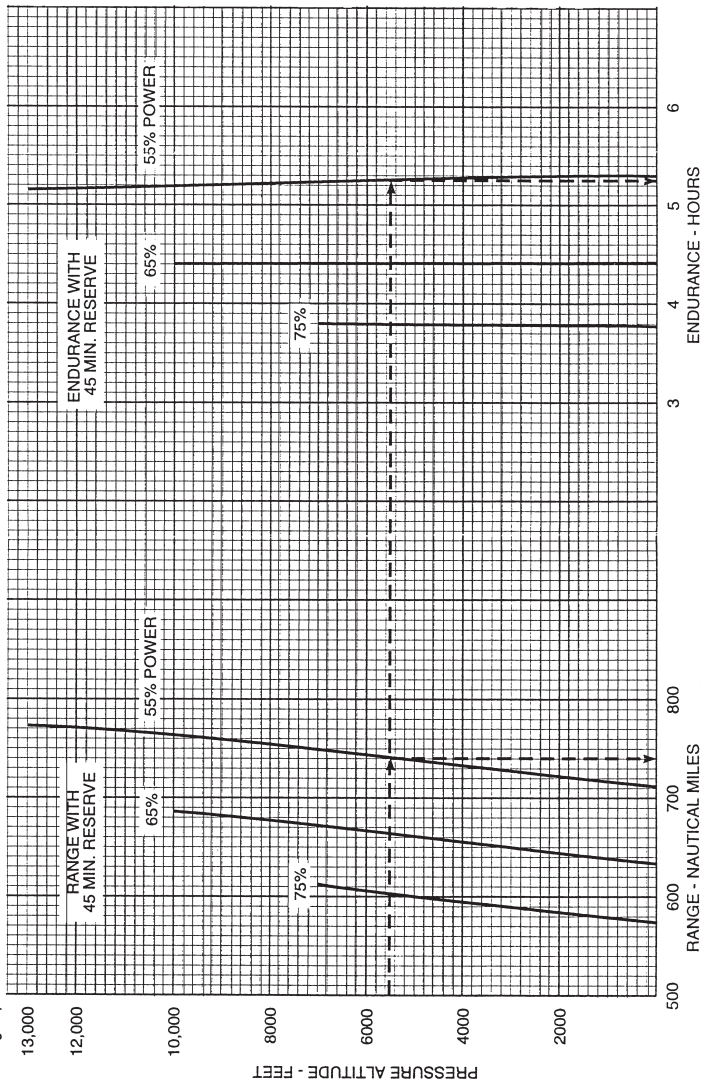 13,000
12,000
10,000
8000
6000
4000
2000
PRESSURE ALTITUDE - FEET
RANGE WITH
45 MIN. RESERVE
55% POWER
65%
75%
500
600
700
800
RANGE - NAUTICAL MILES
ENDURANCE WITH
45 MIN. RESERVE
55% POWER
65%
75%
3
4
5
6
ENDURANCE - HOURS